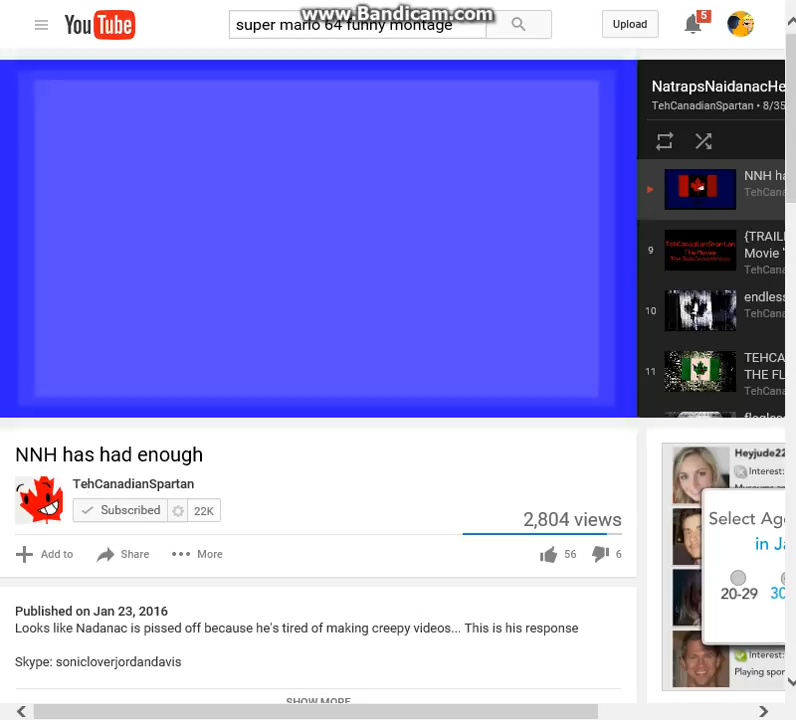 www.Bandicam.com
YouTube
super mario 64 funny montage
Upload
5
NatrapsNaidanacHe
TehCanadianSpartan • 8/35
NNH ha
TehCana
9
{TRAIL
Movie "
TehCana
10
endless
TehCana
11
TEHCA
THE FL
TehCana
NNH has had enough
TehCanadianSpartan
Subscribed
22K
2,804 views
Add to
Share
More
56
6
Published on Jan 23, 2016
Looks like Nadanac is pissed off because he's tired of making creepy videos... This is his response
Skype: sonicloverjordandavis
SHOW MORE
Heyjude22
Interest:
Select Age
in Ja
20-29
30
Interest:
Playing spor